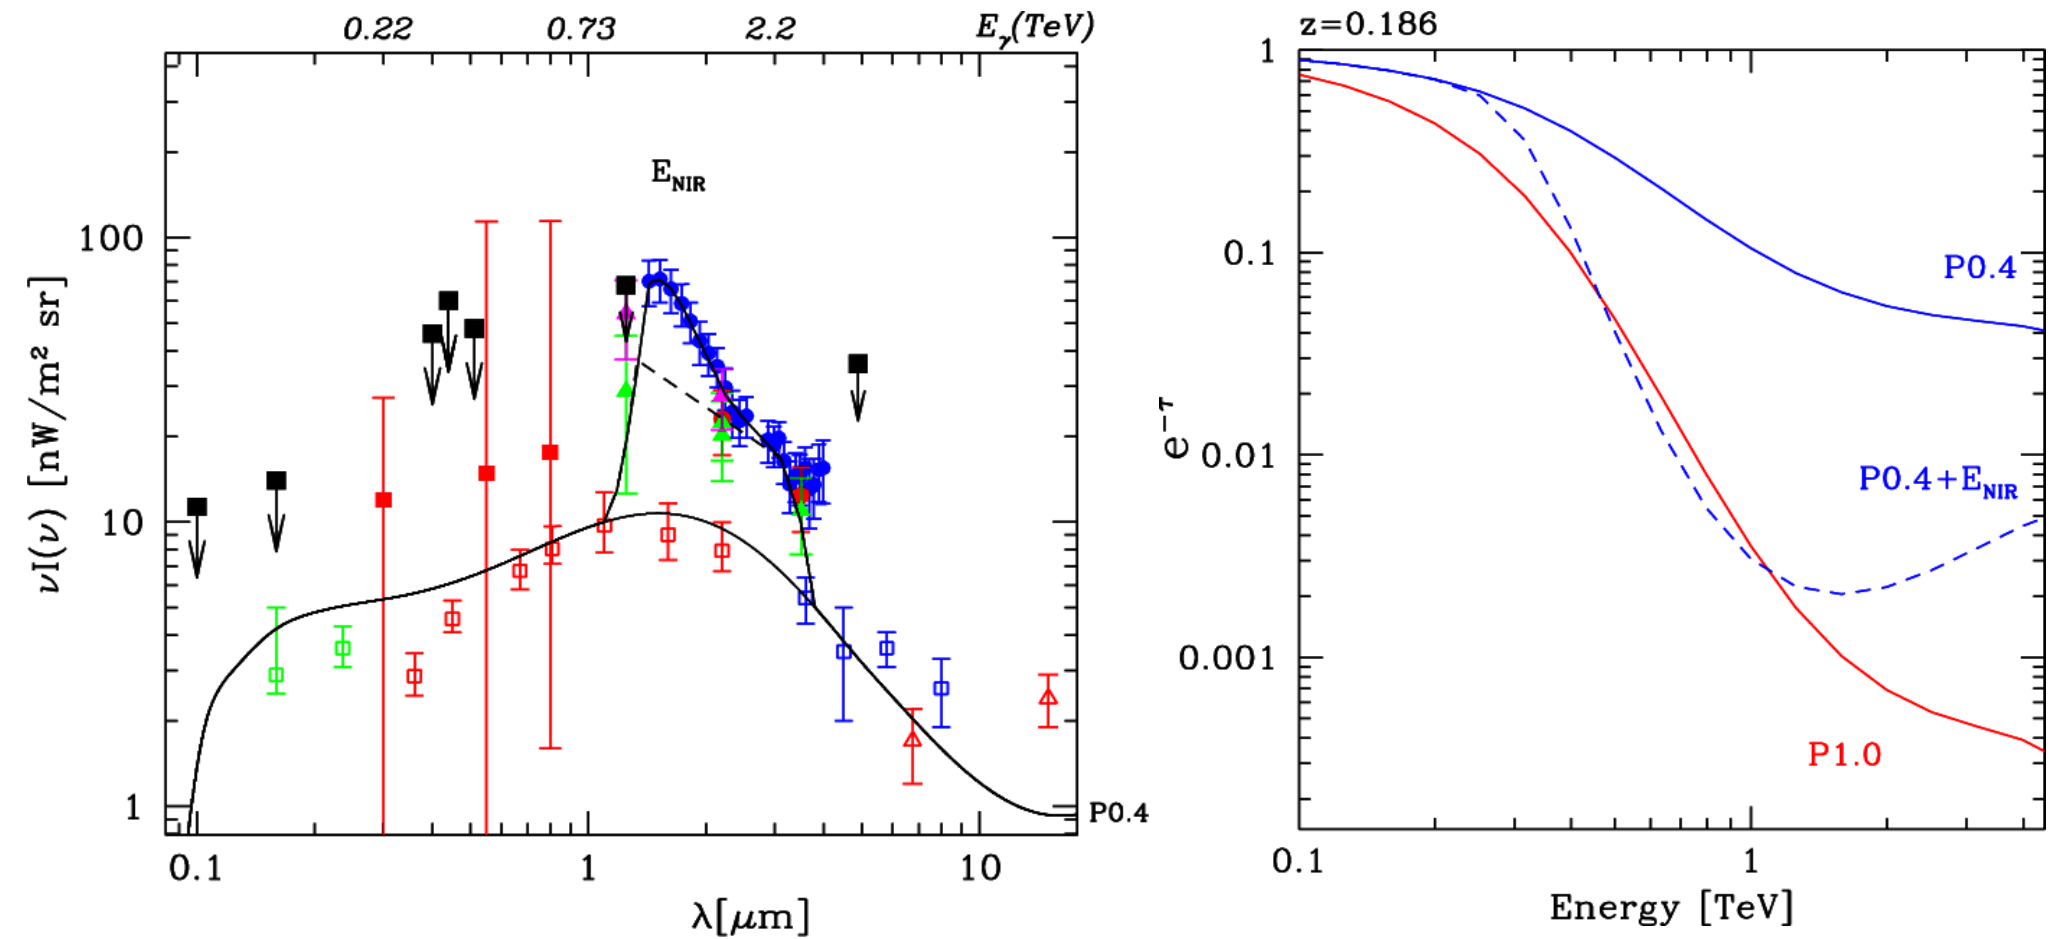 0.22 0.73 2.2 E_γ(TeV)
E_NIR
100
10
1
νI(ν) [nW/m² sr]
P0.4
0.1 1 10
λ[μm]
z=0.186
1
0.1
0.01
0.001
e^−τ
P0.4
P0.4+E_NIR
P1.0
0.1 1
Energy [TeV]